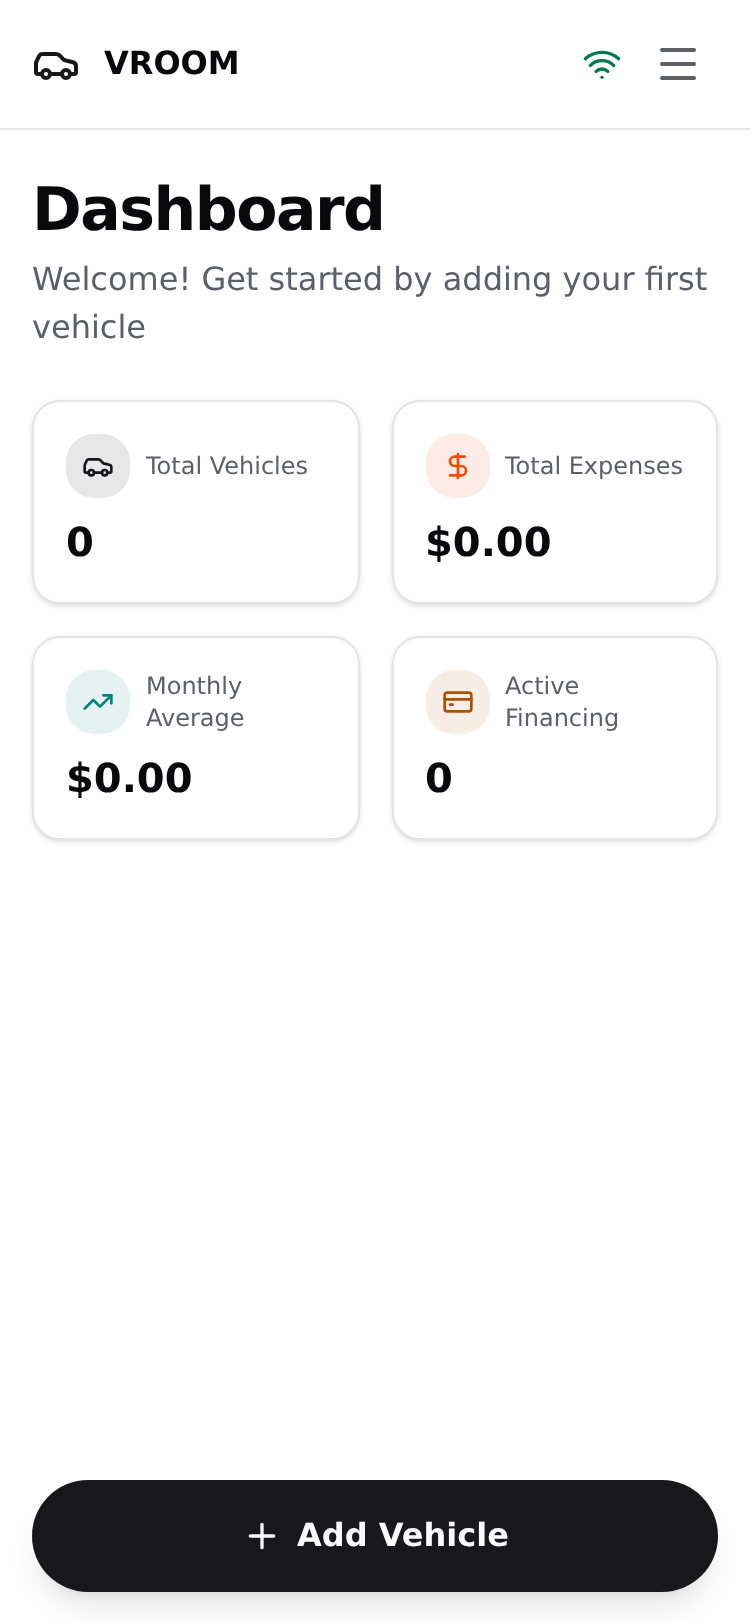 VROOM
Dashboard
Welcome! Get started by adding your first
vehicle
Total Vehicles
0
Total Expenses
$0.00
Monthly
Average
$0.00
Active
Financing
0
Add Vehicle